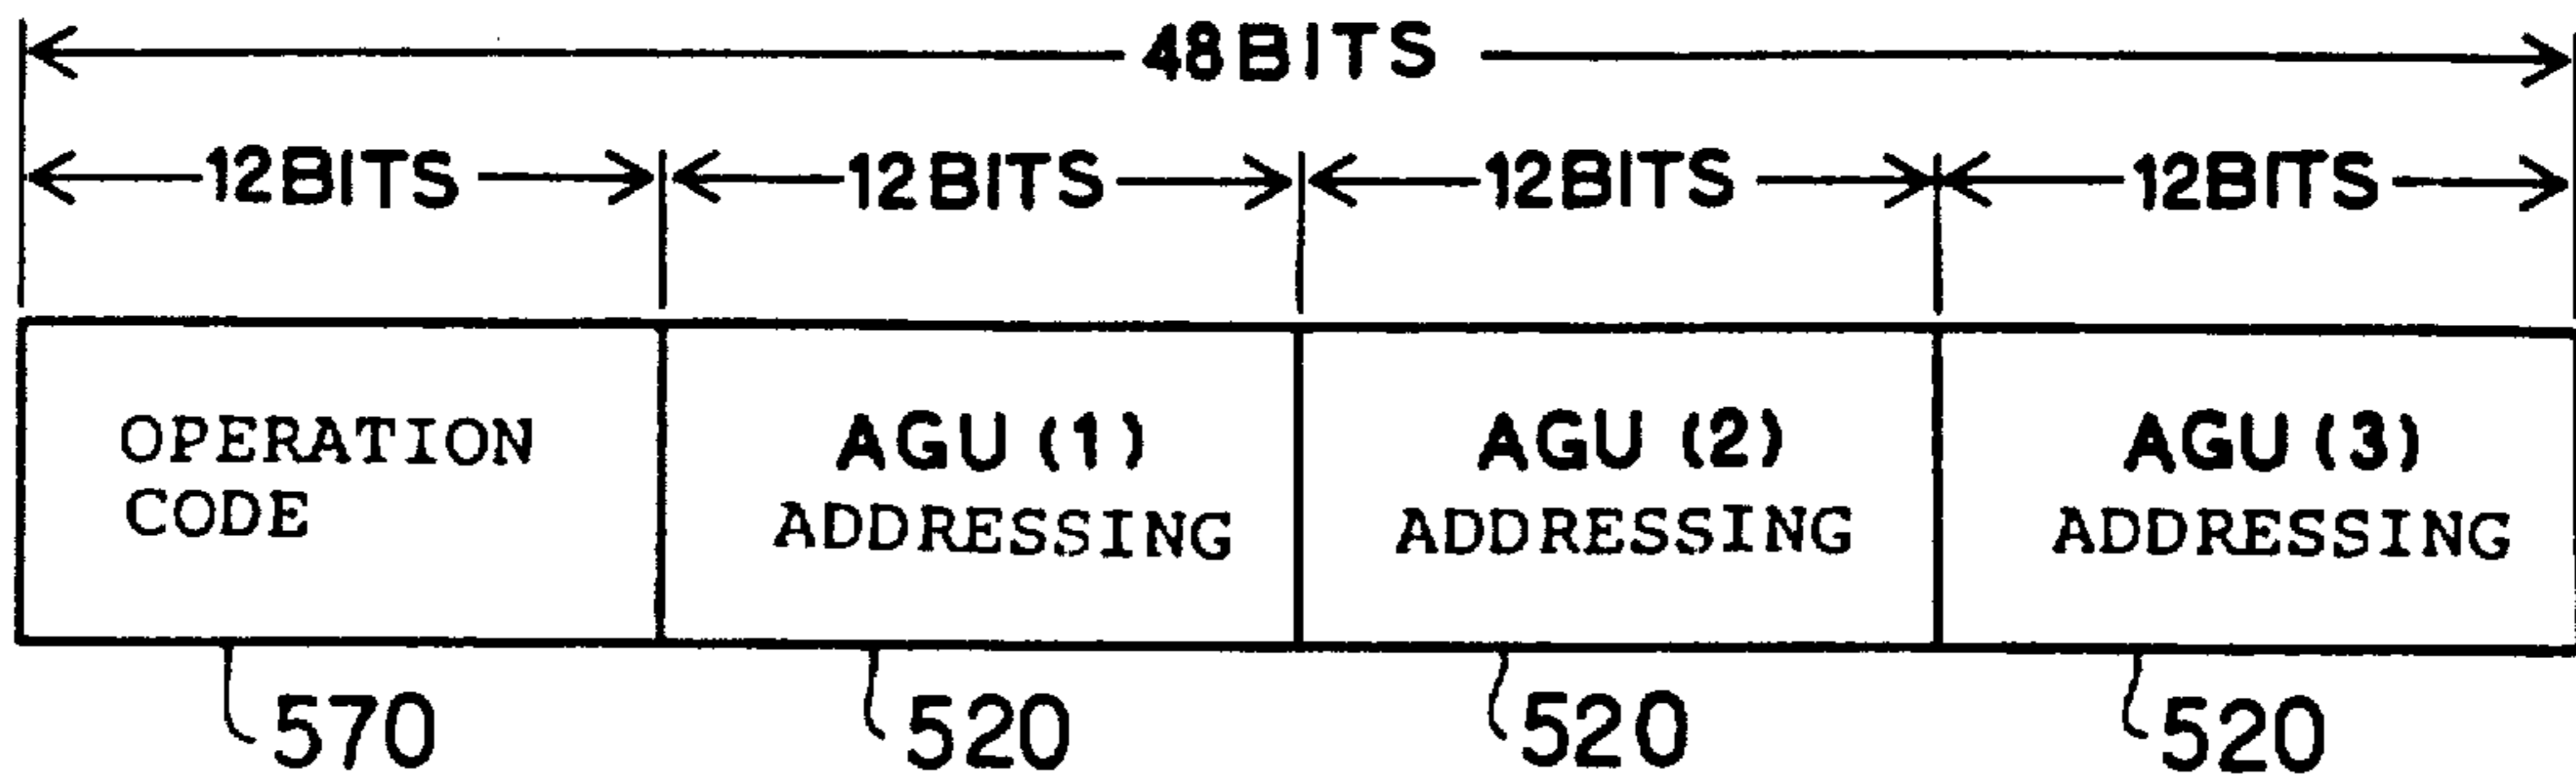 48BITS
12BITS 12BITS 12BITS 12BITS
OPERATION CODE
AGU (1) ADDRESSING
AGU (2) ADDRESSING
AGU (3) ADDRESSING
570 520 520 520